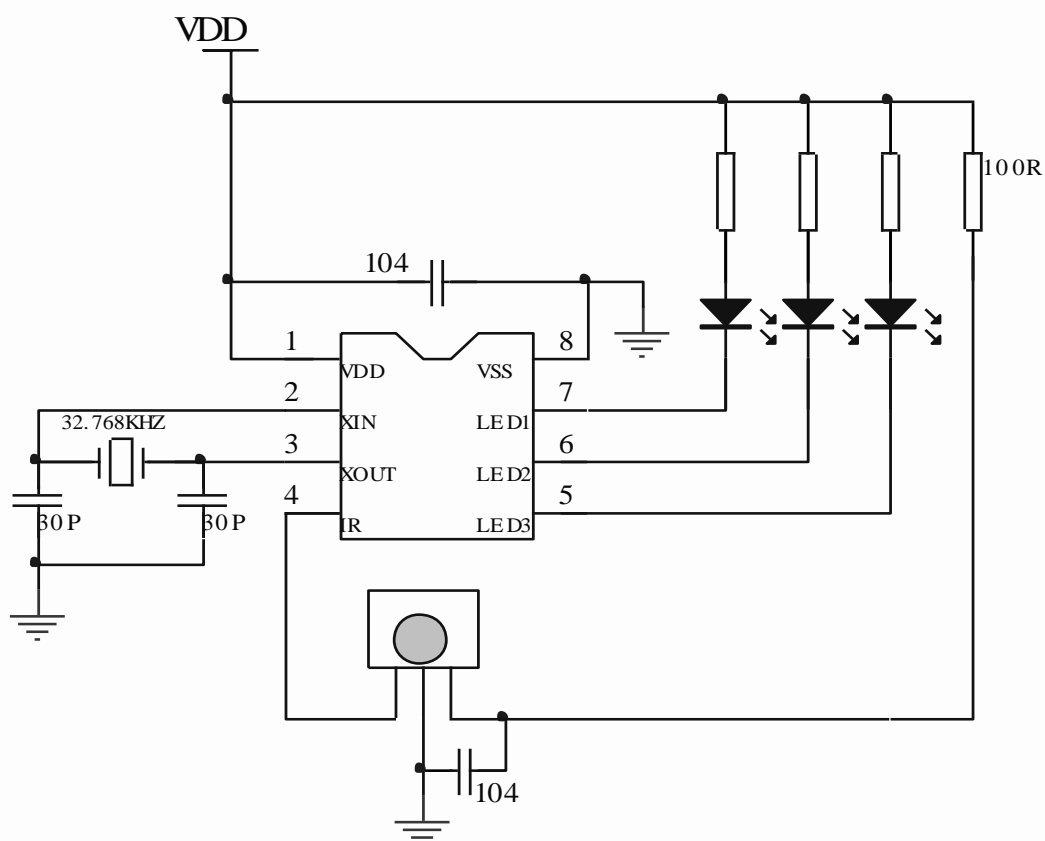 VDD
100R
104
1
8
VDD
VSS
2
7
32.768KHZ
XIN
LED1
3
6
XOUT
LED2
4
5
30P
30P
IR
LED3
104